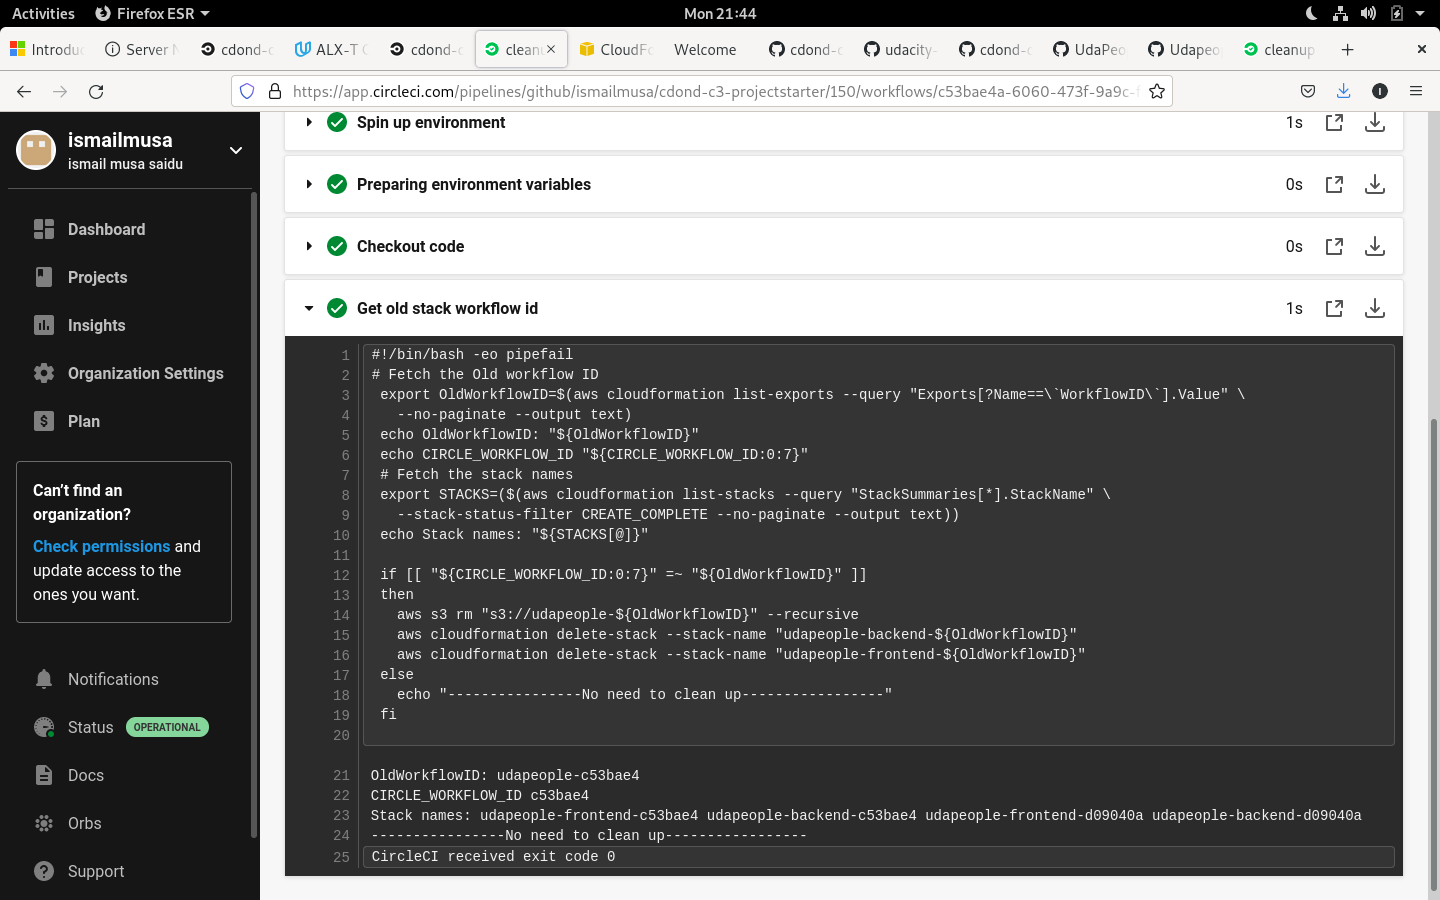 Activities
Firefox ESR
Mon 21:44
Introduc
Server N
cdond-c
ALX-T C
cdond-c
cleanu
CloudFo
Welcome
cdond-c
udacity-
cdond-c
UdaPeo
Udapeo
cleanup
https://app.circleci.com/pipelines/github/ismailmusa/cdond-c3-projectstarter/150/workflows/c53bae4a-6060-473f-9a9c-f
ismailmusa
ismail musa saidu
Dashboard
Projects
Insights
Organization Settings
Plan
Can't find an
organization?
Check permissions and
update access to the
ones you want.
Notifications
Status OPERATIONAL
Docs
Orbs
Support
Spin up environment 1s
Preparing environment variables 0s
Checkout code 0s
Get old stack workflow id 1s
1 #!/bin/bash -eo pipefail
2 # Fetch the Old workflow ID
3 export OldWorkflowID=$(aws cloudformation list-exports --query "Exports[?Name==\`WorkflowID\`].Value" \
4 --no-paginate --output text)
5 echo OldWorkflowID: "${OldWorkflowID}"
6 echo CIRCLE_WORKFLOW_ID "${CIRCLE_WORKFLOW_ID:0:7}"
7 # Fetch the stack names
8 export STACKS=($(aws cloudformation list-stacks --query "StackSummaries[*].StackName" \
9 --stack-status-filter CREATE_COMPLETE --no-paginate --output text))
10 echo Stack names: "${STACKS[@]}"
11
12 if [[ "${CIRCLE_WORKFLOW_ID:0:7}" =~ "${OldWorkflowID}" ]]
13 then
14 aws s3 rm "s3://udapeople-${OldWorkflowID}" --recursive
15 aws cloudformation delete-stack --stack-name "udapeople-backend-${OldWorkflowID}"
16 aws cloudformation delete-stack --stack-name "udapeople-frontend-${OldWorkflowID}"
17 else
18 echo "----------------No need to clean up-----------------"
19 fi
20
21 OldWorkflowID: udapeople-c53bae4
22 CIRCLE_WORKFLOW_ID c53bae4
23 Stack names: udapeople-frontend-c53bae4 udapeople-backend-c53bae4 udapeople-frontend-d09040a udapeople-backend-d09040a
24 ----------------No need to clean up-----------------
25 CircleCI received exit code 0